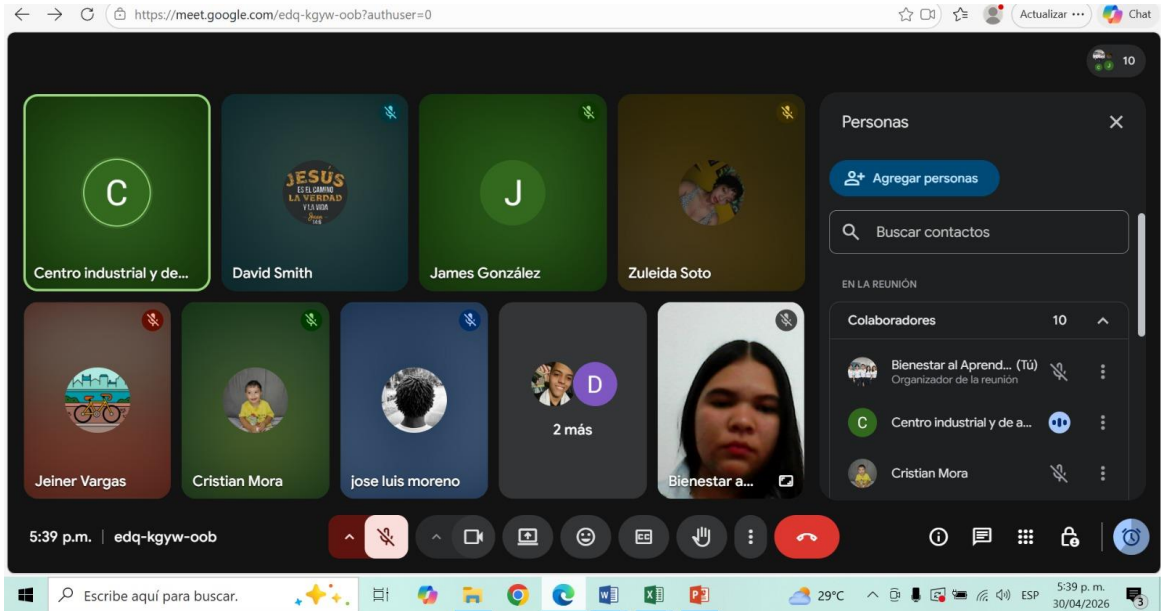 https://meet.google.com/edq-kgyw-oob?authuser=0
Actualizar
Chat
10
C
JESÚS
ES EL CAMINO
LA VERDAD
Y LA VIDA
J
Centro industrial y de...
David Smith
James González
Zuleida Soto
D
2 más
Jeiner Vargas
Cristian Mora
jose luis moreno
Bienestar a...
Personas
Agregar personas
Buscar contactos
EN LA REUNIÓN
Colaboradores 10
Bienestar al Aprend... (Tú)
Organizador de la reunión
C
Centro industrial y de a...
Cristian Mora
5:39 p.m. | edq-kgyw-oob
Escribe aquí para buscar.
29°C
ESP
5:39 p. m.
30/04/2026
3